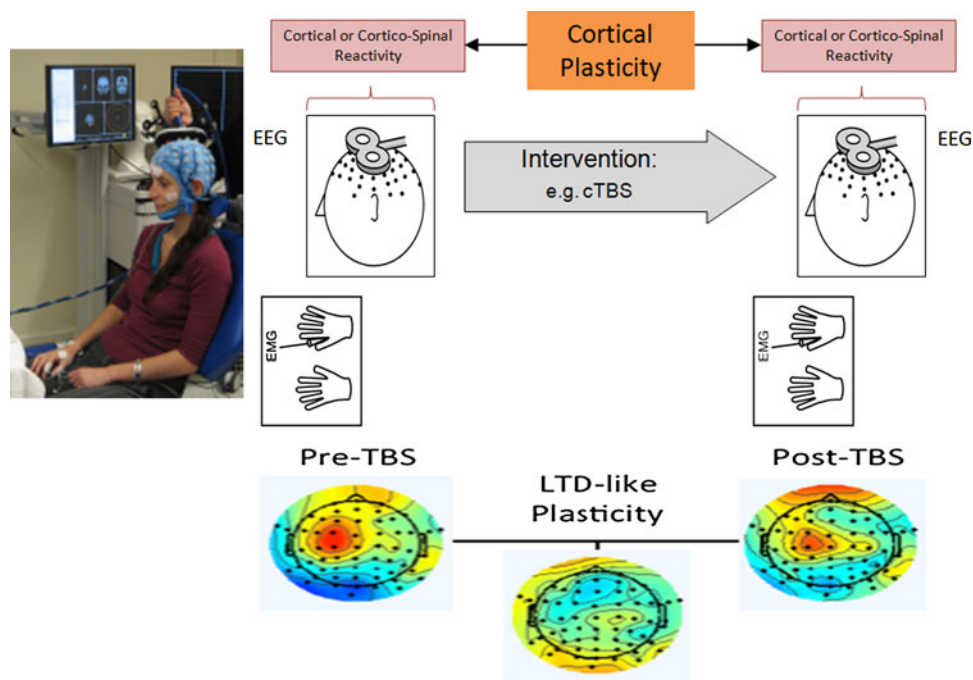 Cortical or Cortico-Spinal
Reactivity
Cortical
Plasticity
Cortical or Cortico-Spinal
Reactivity
EEG
Intervention:
e.g. cTBS
EEG
EMG
EMG
Pre-TBS
LTD-like
Plasticity
Post-TBS